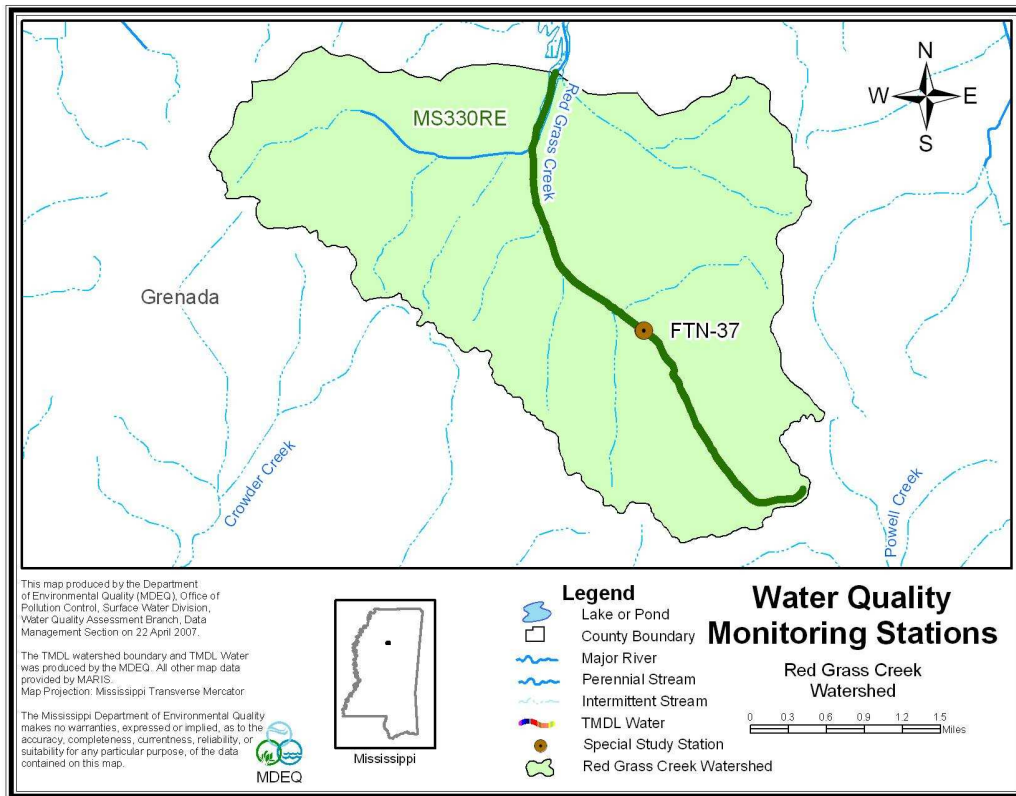 N
W E
S
MS330RE
Red Grass Creek
Grenada
FTN-37
Crowder Creek
Powell Creek
This map produced by the Department
of Environmental Quality (MDEQ), Office of
Pollution Control, Surface Water Division,
Water Quality Assessment Branch, Data
Management Section on 22 April 2007.
The TMDL watershed boundary and TMDL Water
was produced by the MDEQ. All other map data
provided by MARIS.
Map Projection: Mississippi Transverse Mercator
The Mississippi Department of Environmental Quality
makes no warranties, expressed or implied, as to the
accuracy, completeness, currentness, reliability, or
suitability for any particular purpose, of the data
contained on this map.
MDEQ
Mississippi
Legend
Lake or Pond
County Boundary
Major River
Perennial Stream
Intermittent Stream
TMDL Water
Special Study Station
Red Grass Creek Watershed
Water Quality
Monitoring Stations
Red Grass Creek
Watershed
0 0.3 0.6 0.9 1.2 1.5
Miles